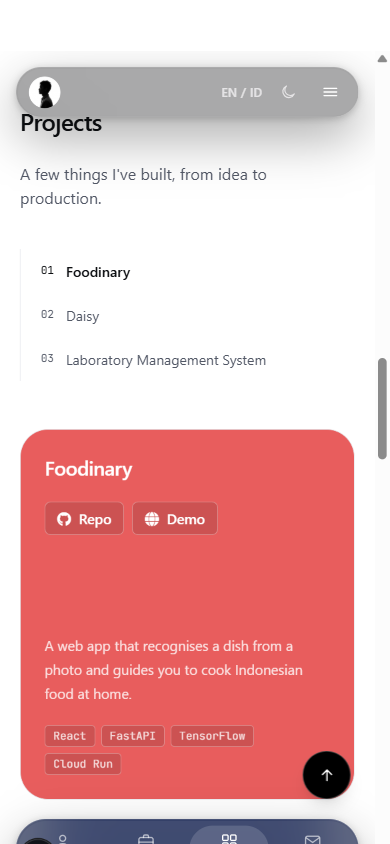 EN / ID
Projects
A few things I've built, from idea to
production.
01 Foodinary
02 Daisy
03 Laboratory Management System
Foodinary
Repo Demo
A web app that recognises a dish from a
photo and guides you to cook Indonesian
food at home.
React FastAPI TensorFlow
Cloud Run